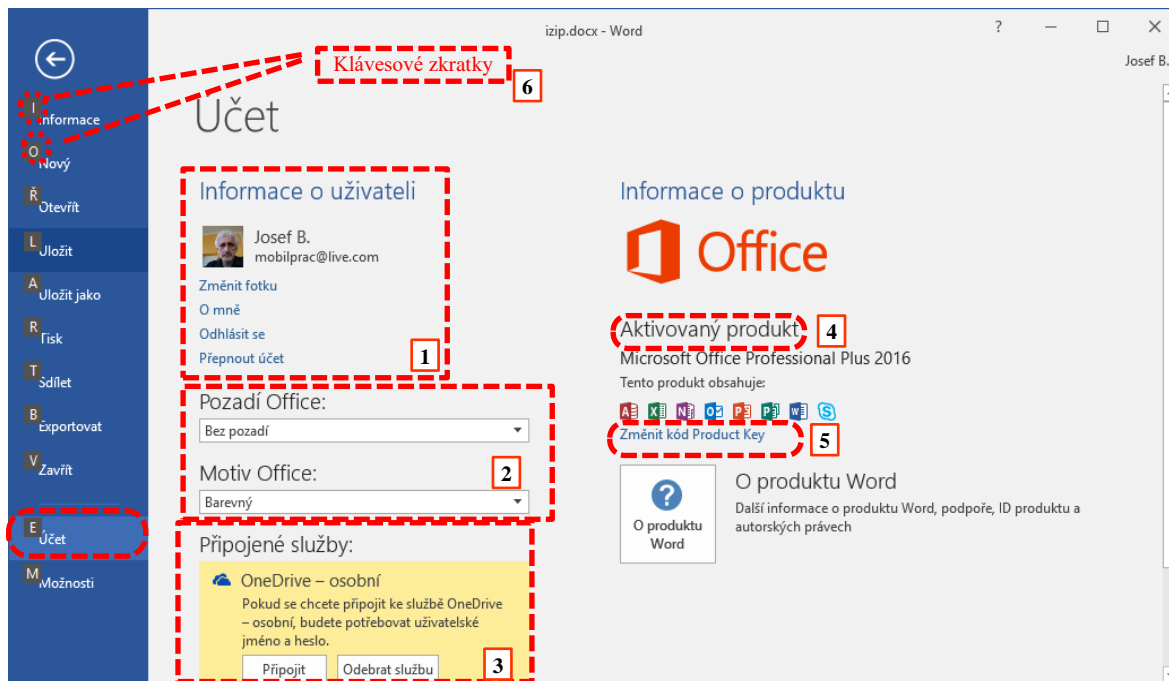 izip.docx - Word
?
Josef B.
Klávesové zkratky
6
I
Informace
O
Nový
Ř
Otevřít
L
Uložit
A
Uložit jako
R
Tisk
T
Sdílet
B
Exportovat
V
Zavřít
E
Účet
M
Možnosti
Účet
Informace o uživateli
Josef B.
mobilprac@live.com
Změnit fotku
O mně
Odhlásit se
Přepnout účet
1
Pozadí Office:
Bez pozadí
Motiv Office:
2
Barevný
Připojené služby:
OneDrive – osobní
Pokud se chcete připojit ke službě OneDrive
– osobní, budete potřebovat uživatelské
jméno a heslo.
Připojit
Odebrat službu
3
Informace o produktu
Office
Aktivovaný produkt
4
Microsoft Office Professional Plus 2016
Tento produkt obsahuje:
Změnit kód Product Key
5
O produktu
Word
O produktu Word
Další informace o produktu Word, podpoře, ID produktu a
autorských právech